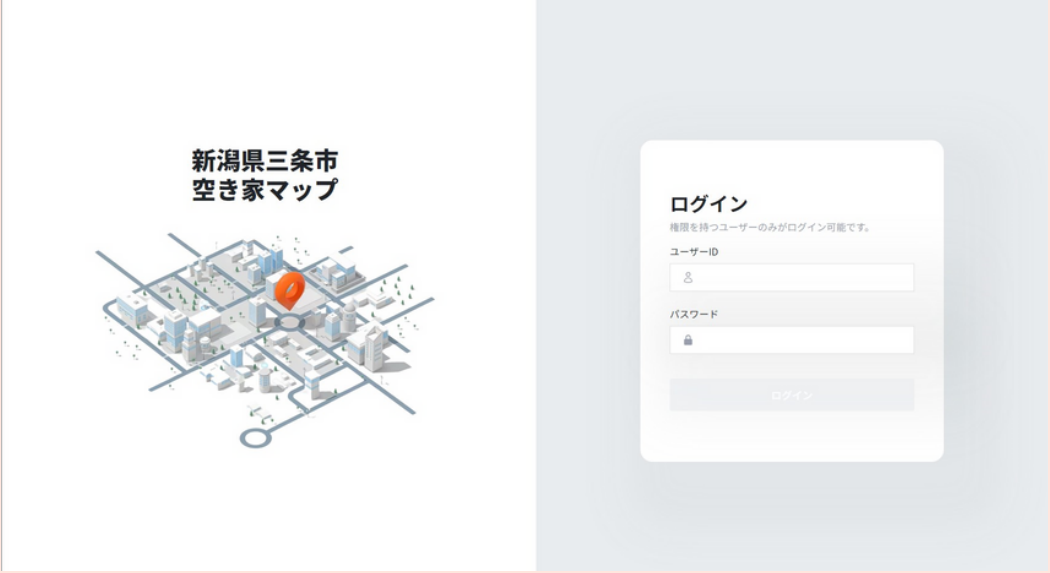 新潟県三条市
空き家マップ
ログイン
権限を持つユーザーのみがログイン可能です。
ユーザーID
パスワード
ログイン